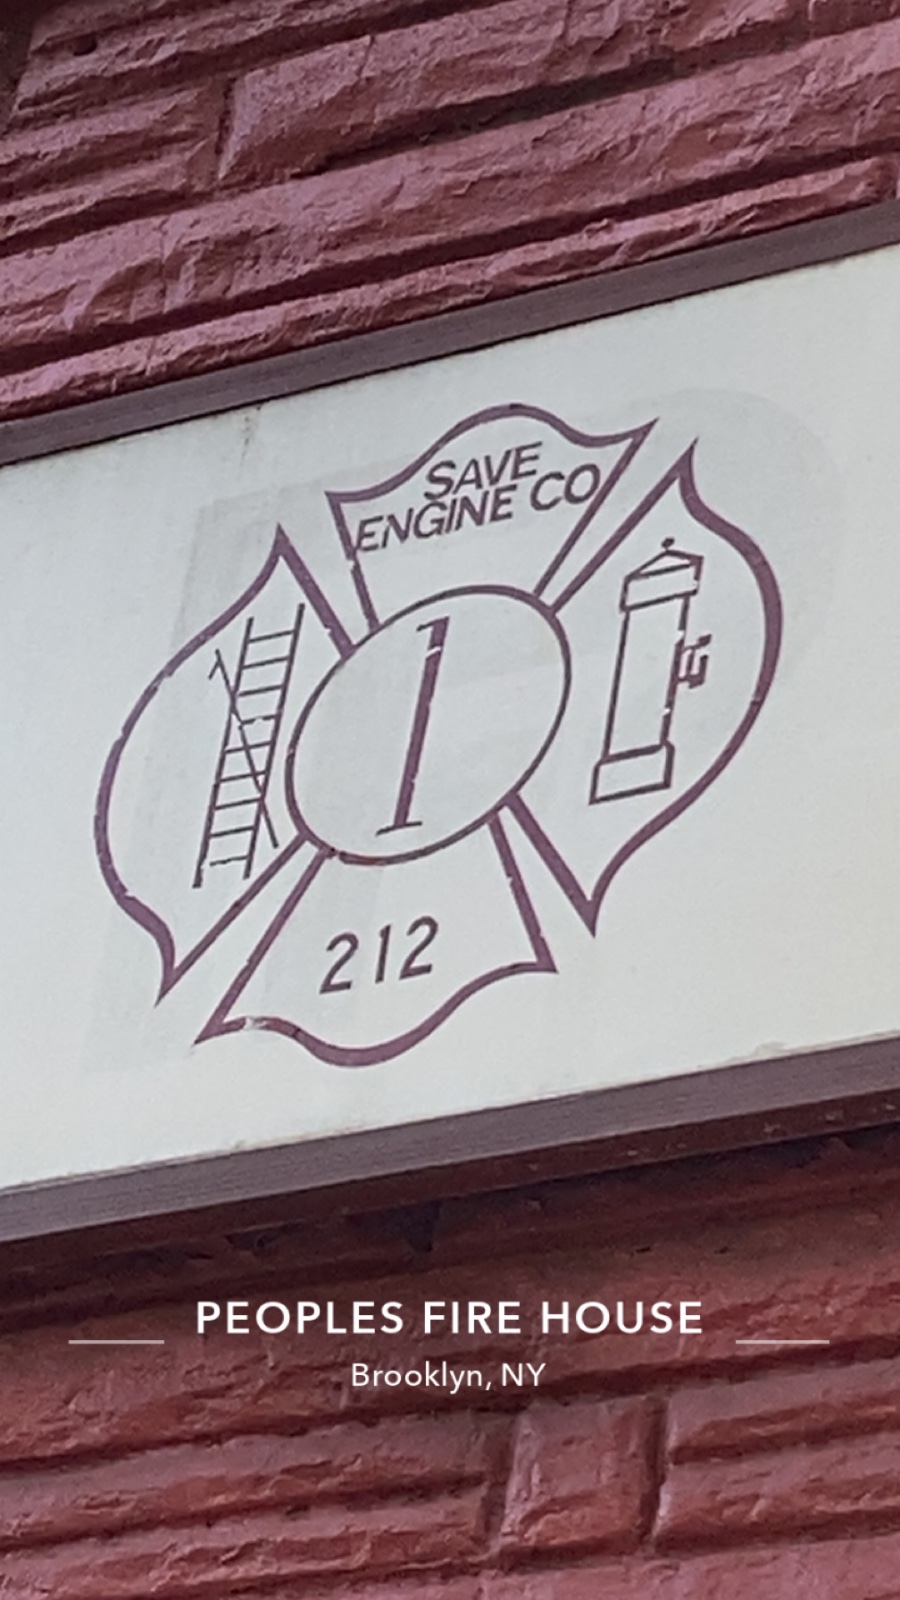 SAVE
ENGINE CO
1
212
PEOPLES FIRE HOUSE
Brooklyn, NY